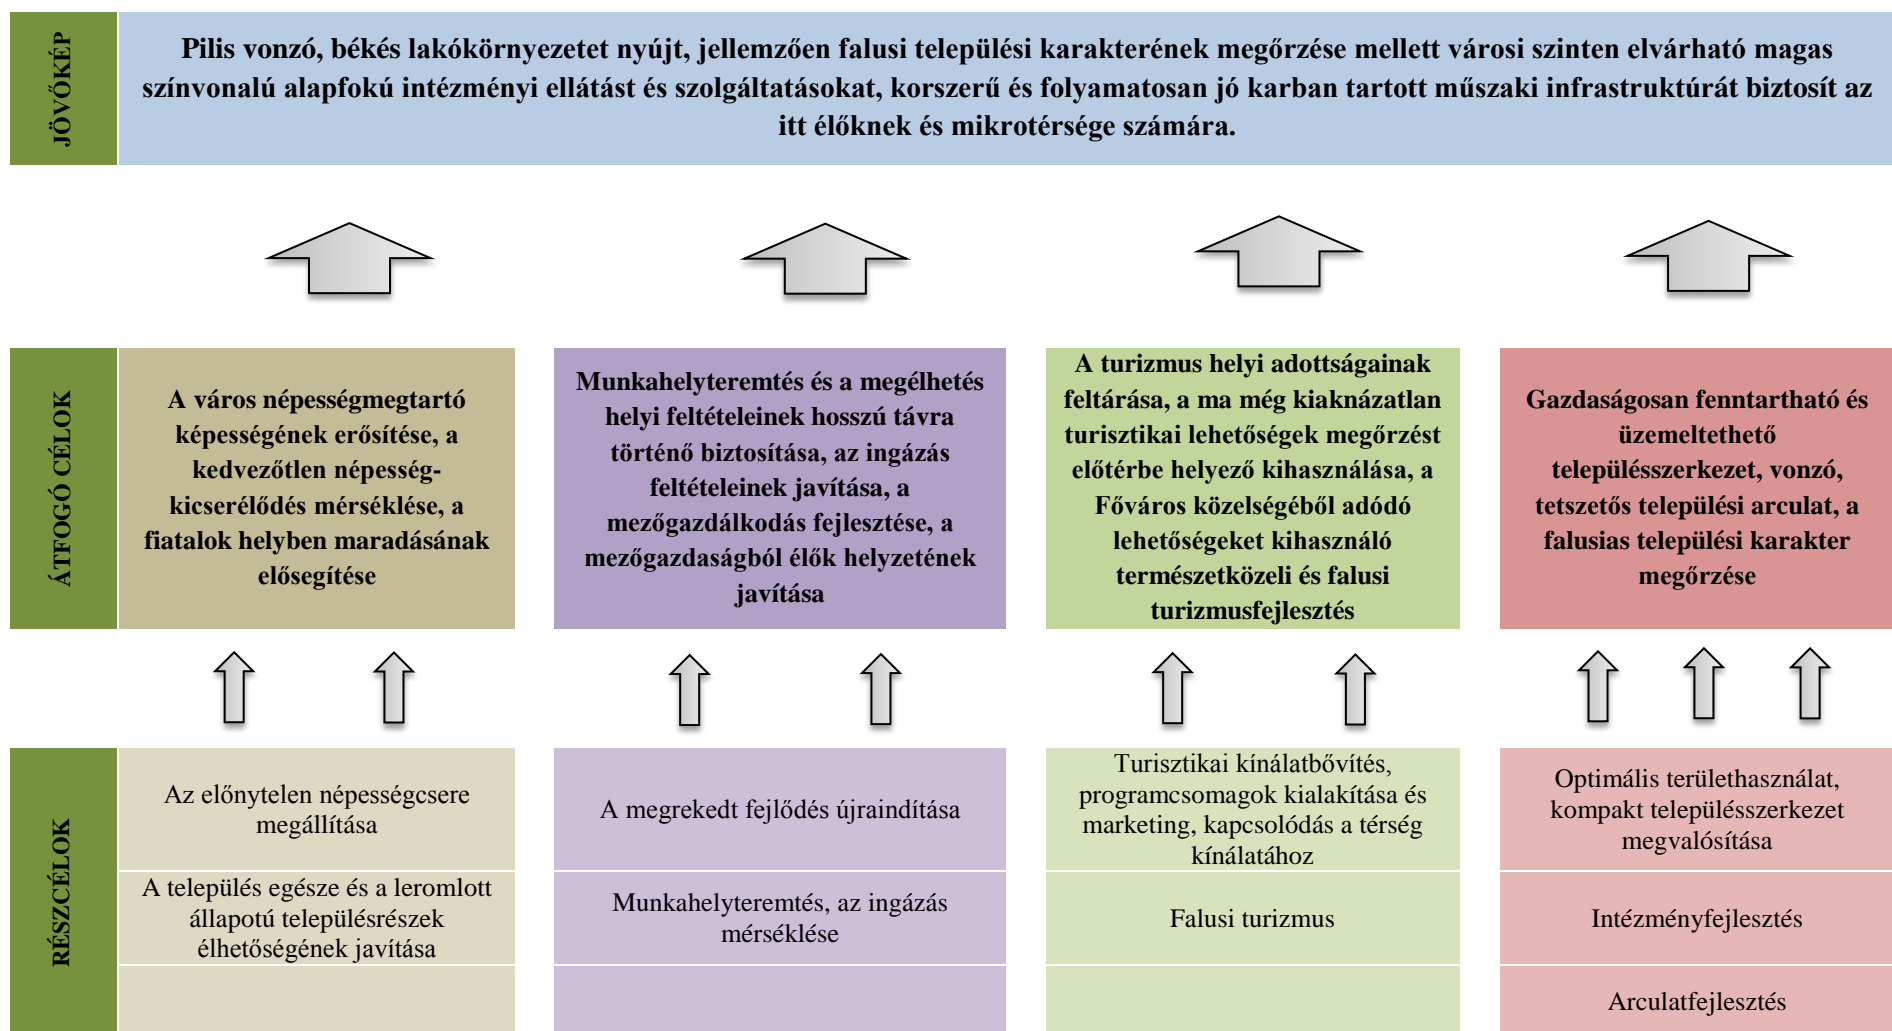 JÖVŐKÉP
Pilis vonzó, békés lakókörnyezetet nyújt, jellemzően falusi települési karakterének megőrzése mellett városi szinten elvárható magas
színvonalú alapfokú intézményi ellátást és szolgáltatásokat, korszerű és folyamatosan jó karban tartott műszaki infrastruktúrát biztosít az
itt élőknek és mikrotérsége számára.
ÁTFOGÓ CÉLOK
A város népességmegtartó
képességének erősítése, a
kedvezőtlen népesség-
kicserélődés mérséklése, a
fiatalok helyben maradásának
elősegítése
Munkahelyteremtés és a megélhetés
helyi feltételeinek hosszú távra
történő biztosítása, az ingázás
feltételeinek javítása, a
mezőgazdálkodás fejlesztése, a
mezőgazdaságból élők helyzetének
javítása
A turizmus helyi adottságainak
feltárása, a ma még kiaknázatlan
turisztikai lehetőségek megőrzést
előtérbe helyező kihasználása, a
Főváros közelségéből adódó
lehetőségeket kihasználó
természetközeli és falusi
turizmusfejlesztés
Gazdaságosan fenntartható és
üzemeltethető
településszerkezet, vonzó,
tetszetős települési arculat, a
falusias települési karakter
megőrzése
RÉSZCÉLOK
Az előnytelen népességcsere
megállítása
A település egésze és a leromlott
állapotú településrészek
élhetőségének javítása
A megrekedt fejlődés újraindítása
Munkahelyteremtés, az ingázás
mérséklése
Turisztikai kínálatbővítés,
programcsomagok kialakítása és
marketing, kapcsolódás a térség
kínálatához
Falusi turizmus
Optimális területhasználat,
kompakt településszerkezet
megvalósítása
Intézményfejlesztés
Arculatfejlesztés